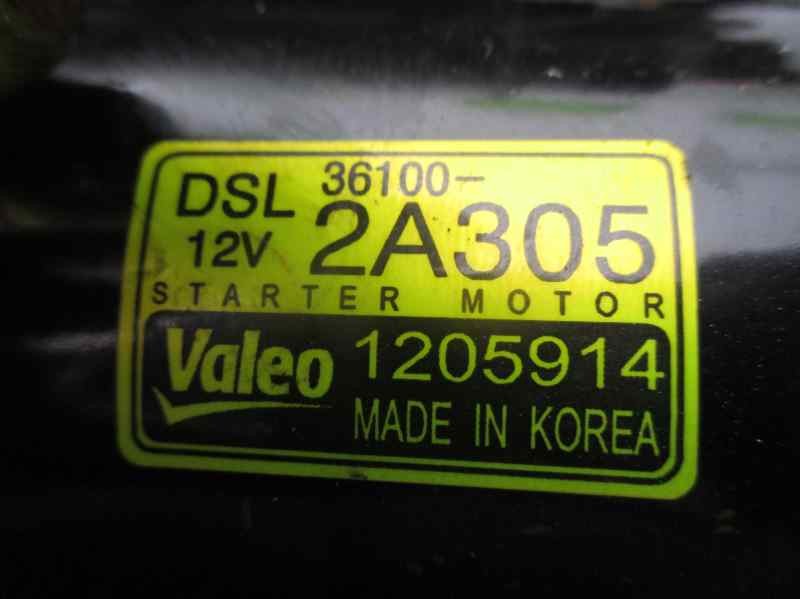 DSL 36100-
12V 2A305
STARTER MOTOR
Valeo 1205914
MADE IN KOREA